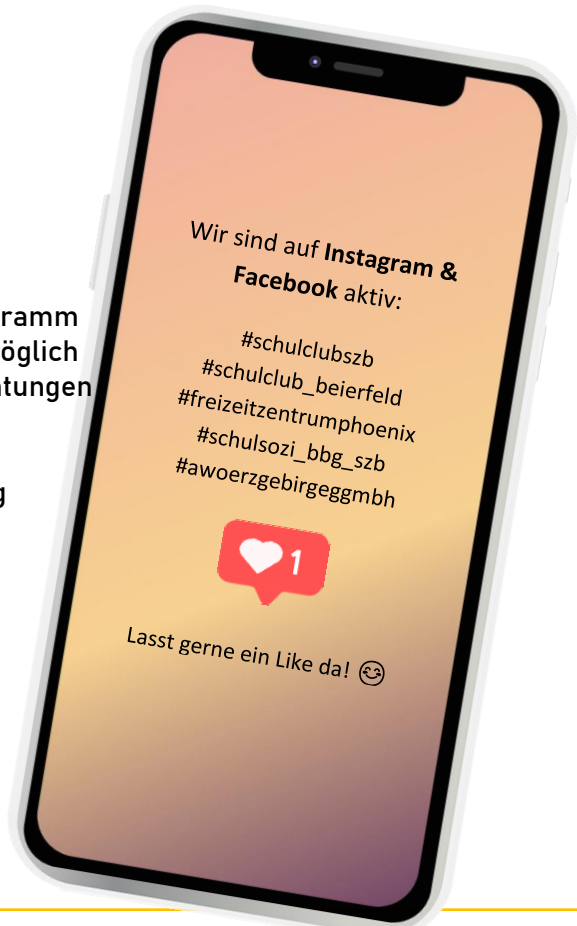 Wir sind auf Instagram &
Facebook aktiv:
#schulclubszb
#schulclub_beierfeld
#freizeitzentrumphoenix
#schulsozi_bbg_szb
#awoerzgebirgeggmbh
1
Lasst gerne ein Like da! 😊